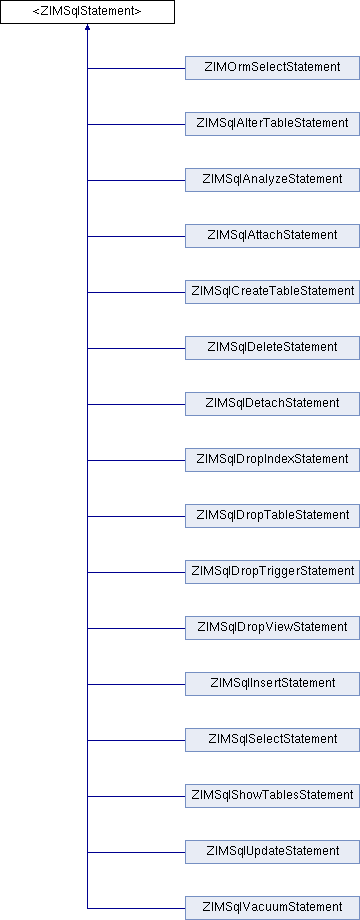 <ZIMSqlStatement>
ZIMOrmSelectStatement
ZIMSqlAlterTableStatement
ZIMSqlAnalyzeStatement
ZIMSqlAttachStatement
ZIMSqlCreateTableStatement
ZIMSqlDeleteStatement
ZIMSqlDetachStatement
ZIMSqlDropIndexStatement
ZIMSqlDropTableStatement
ZIMSqlDropTriggerStatement
ZIMSqlDropViewStatement
ZIMSqlInsertStatement
ZIMSqlSelectStatement
ZIMSqlShowTablesStatement
ZIMSqlUpdateStatement
ZIMSqlVacuumStatement